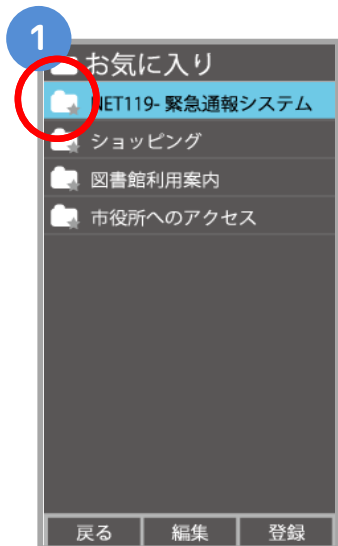 1
お気に入り
NET119- 緊急通報システム
ショッピング
図書館利用案内
市役所へのアクセス
戻る 編集 登録